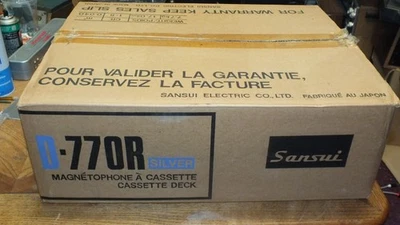 FOR WARRANTY KEEP SALES SLIP
POUR VALIDER LA GARANTIE,
CONSERVEZ LA FACTURE
SANSUI ELECTRIC CO., LTD. FABRIQUÉ AU JAPON
D-770R SILVER
MAGNÉTOPHONE À CASSETTE
CASSETTE DECK
Sansui